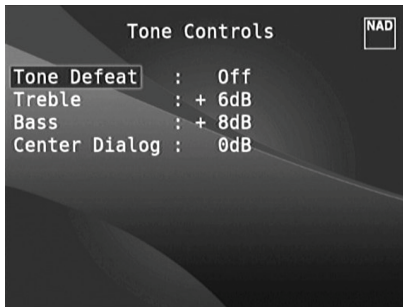 Tone Controls
NAD
Tone Defeat : Off
Treble : + 6dB
Bass : + 8dB
Center Dialog : 0dB